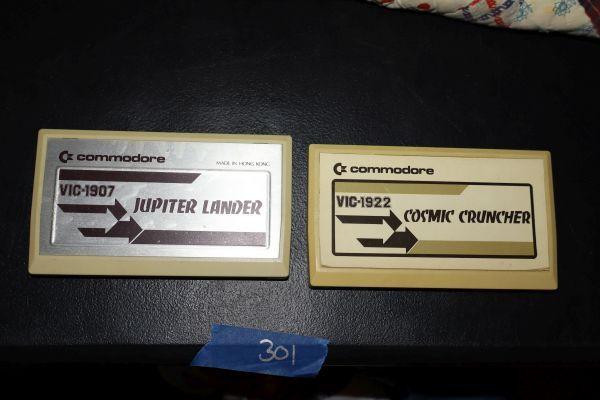 commodore
MADE IN HONG KONG
VIC-1907
JUPITER LANDER
commodore
VIC-1922
COSMIC CRUNCHER
301